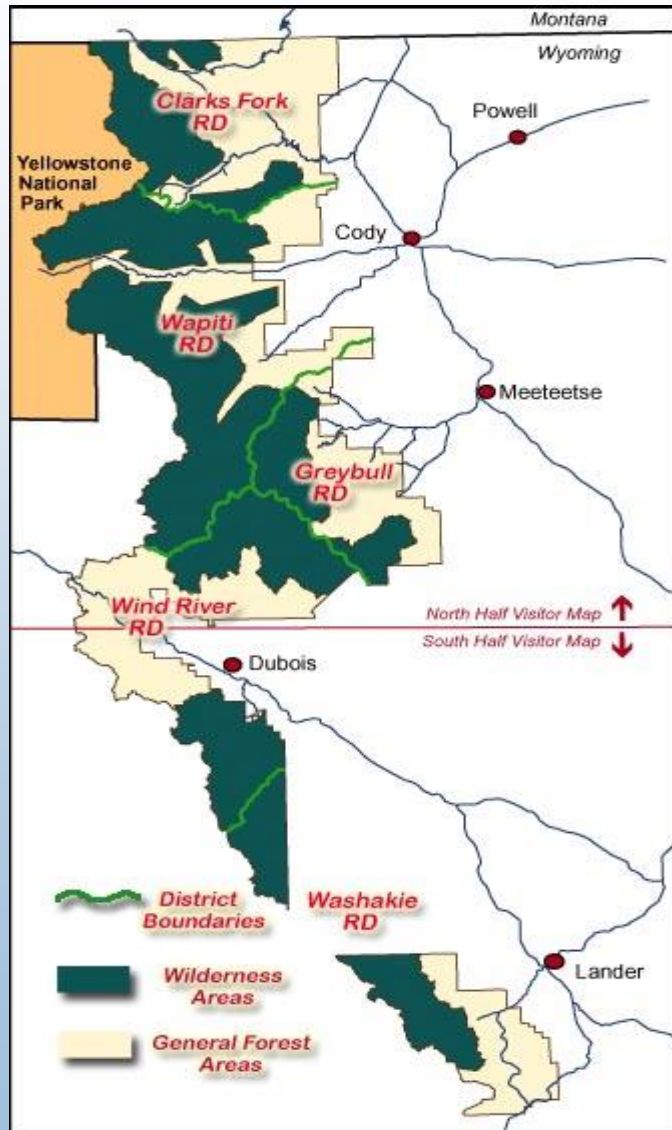 Montana
Wyoming
Clarks Fork
RD
Powell
Yellowstone
National
Park
Cody
Wapiti
RD
Meeteetse
Greybull
RD
Wind River
RD
North Half Visitor Map
South Half Visitor Map
Dubois
District
Boundaries
Washakie
RD
Wilderness
Areas
Lander
General Forest
Areas